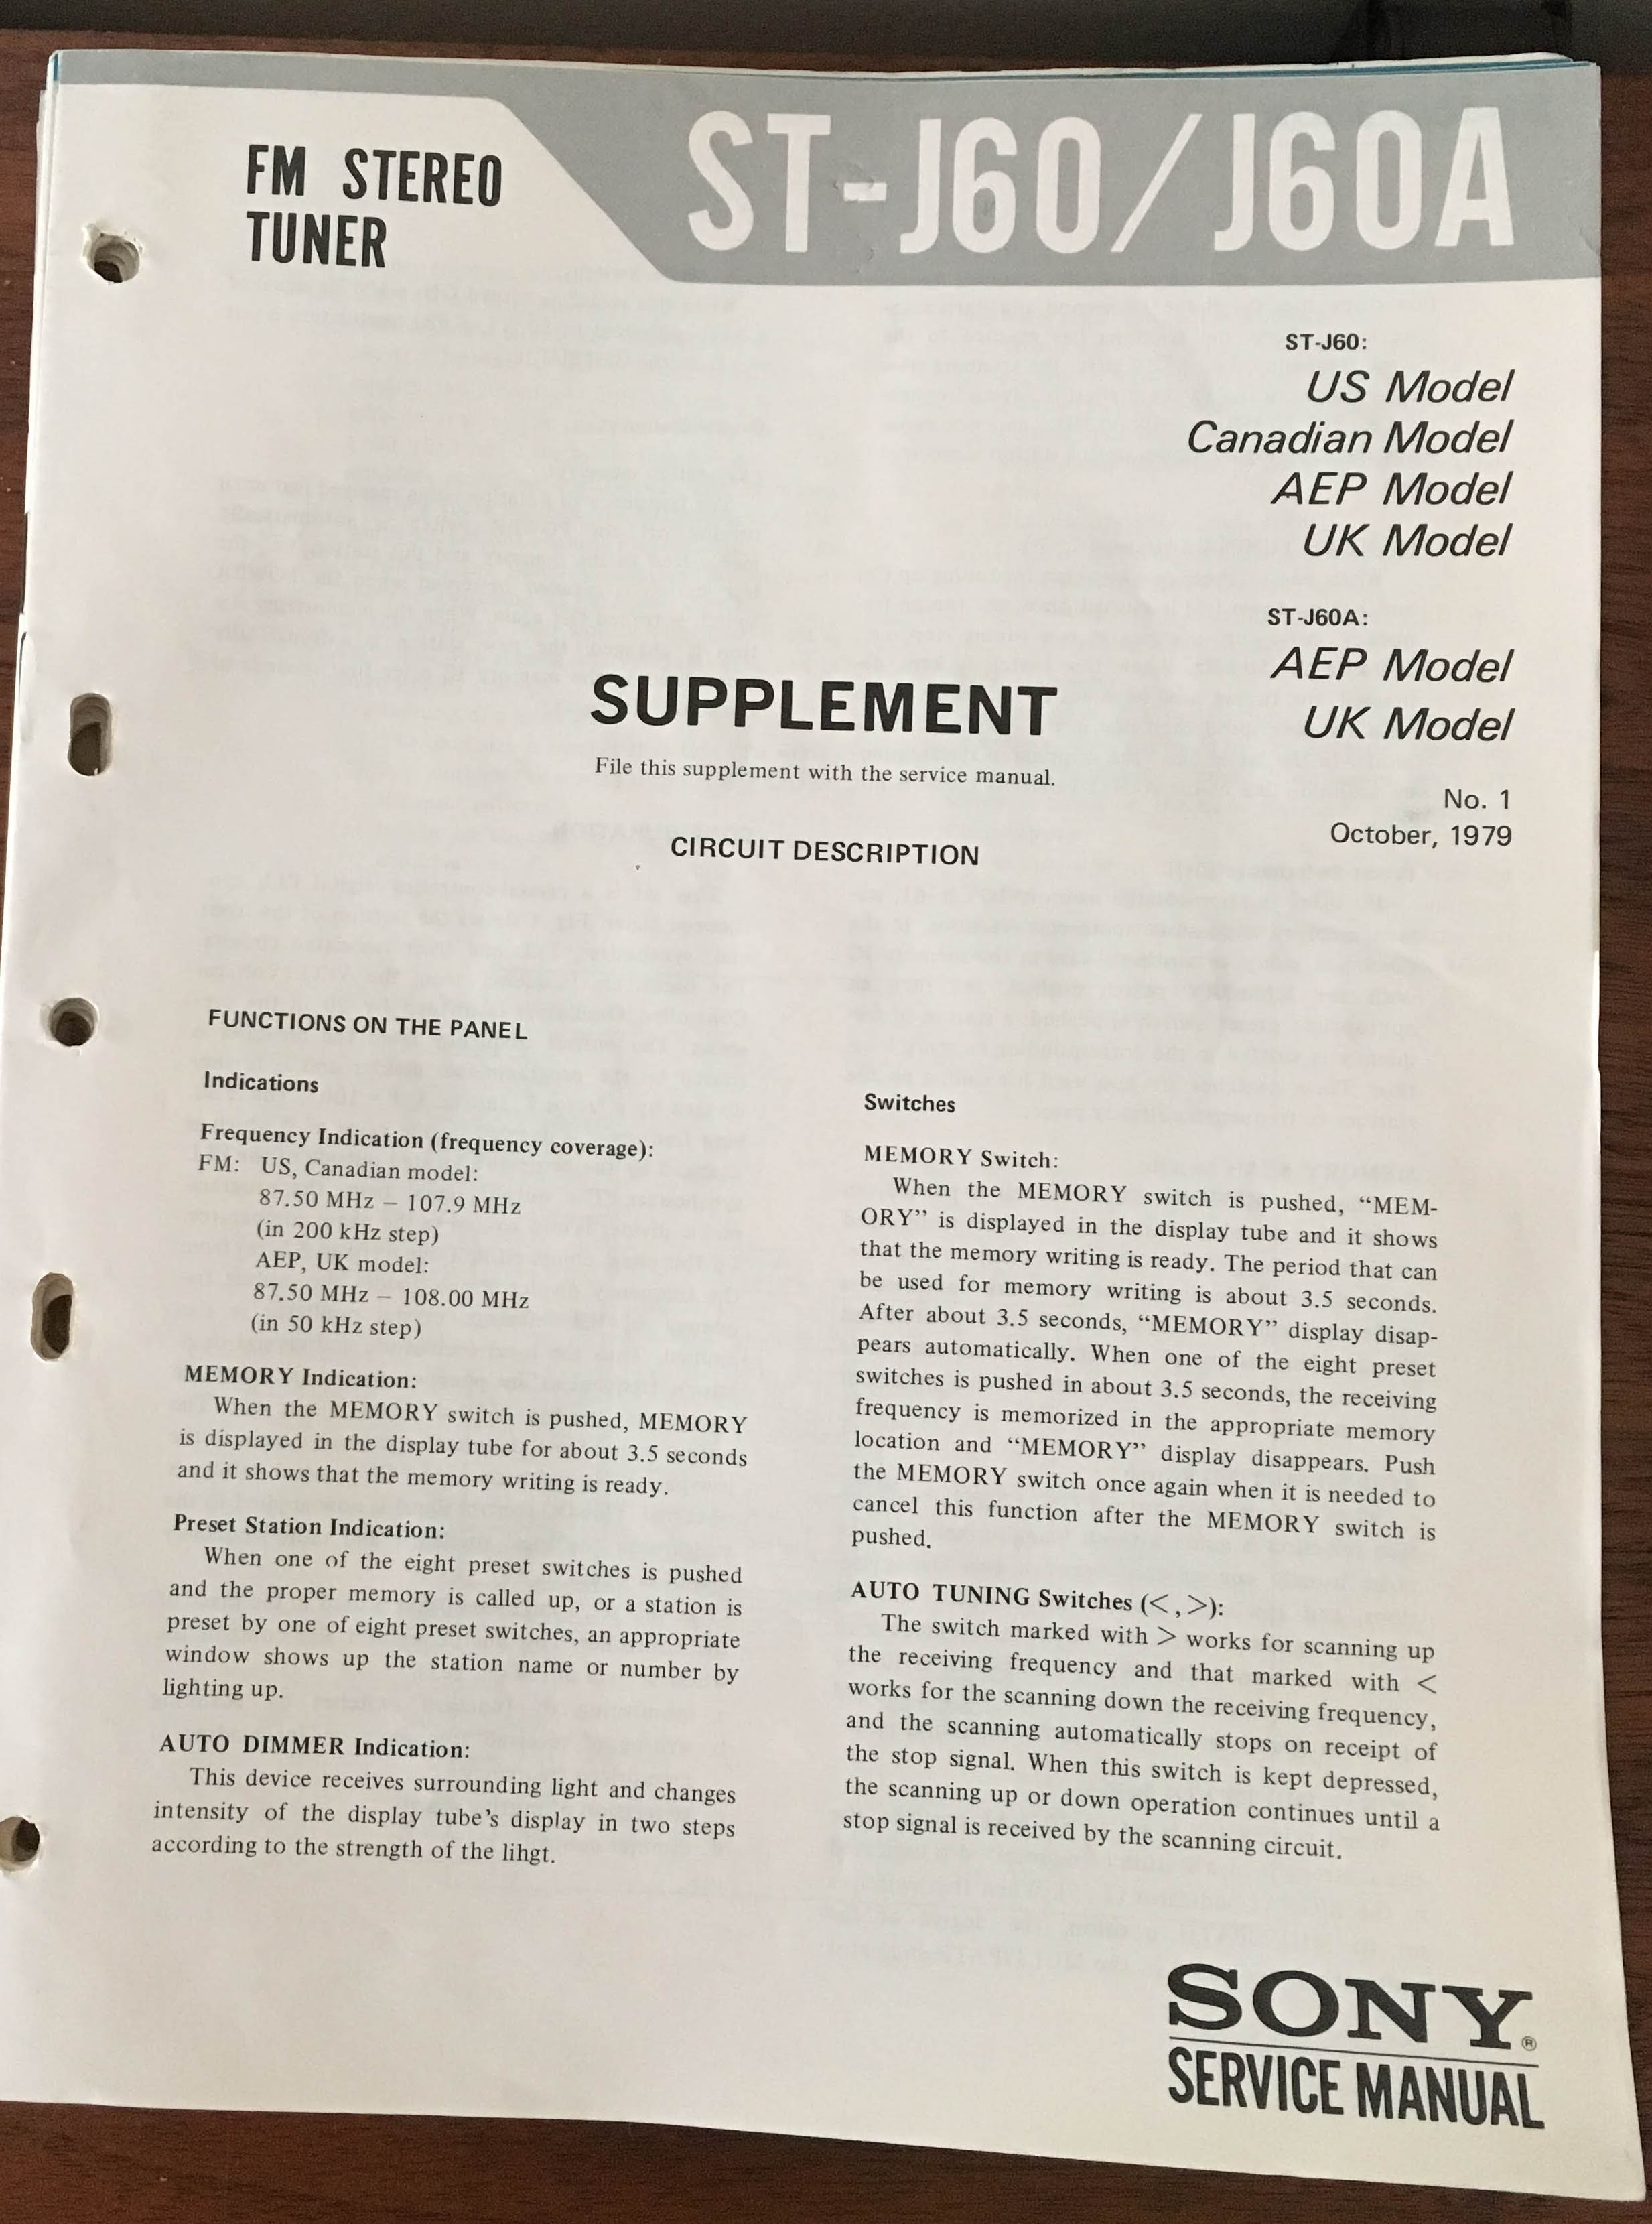 FM STEREO
TUNER
ST-J60/J60A
ST-J60:
US Model
Canadian Model
AEP Model
UK Model
ST-J60A:
AEP Model
UK Model
SUPPLEMENT
File this supplement with the service manual.
No. 1
October, 1979
CIRCUIT DESCRIPTION
FUNCTIONS ON THE PANEL
Indications
Frequency Indication (frequency coverage):
FM: US, Canadian model:
87.50 MHz – 107.9 MHz
(in 200 kHz step)
AEP, UK model:
87.50 MHz – 108.00 MHz
(in 50 kHz step)
MEMORY Indication:
When the MEMORY switch is pushed, MEMORY
is displayed in the display tube for about 3.5 seconds
and it shows that the memory writing is ready.
Preset Station Indication:
When one of the eight preset switches is pushed
and the proper memory is called up, or a station is
preset by one of eight preset switches, an appropriate
window shows up the station name or number by
lighting up.
AUTO DIMMER Indication:
This device receives surrounding light and changes
intensity of the display tube's display in two steps
according to the strength of the lihgt.
Switches
MEMORY Switch:
When the MEMORY switch is pushed, “MEM-
ORY” is displayed in the display tube and it shows
that the memory writing is ready. The period that can
be used for memory writing is about 3.5 seconds.
After about 3.5 seconds, “MEMORY” display disap-
pears automatically. When one of the eight preset
switches is pushed in about 3.5 seconds, the receiving
frequency is memorized in the appropriate memory
location and “MEMORY” display disappears. Push
the MEMORY switch once again when it is needed to
cancel this function after the MEMORY switch is
pushed.
AUTO TUNING Switches (<, >):
The switch marked with > works for scanning up
the receiving frequency and that marked with <
works for the scanning down the receiving frequency,
and the scanning automatically stops on receipt of
the stop signal. When this switch is kept depressed,
the scanning up or down operation continues until a
stop signal is received by the scanning circuit.
SONY®
SERVICE MANUAL